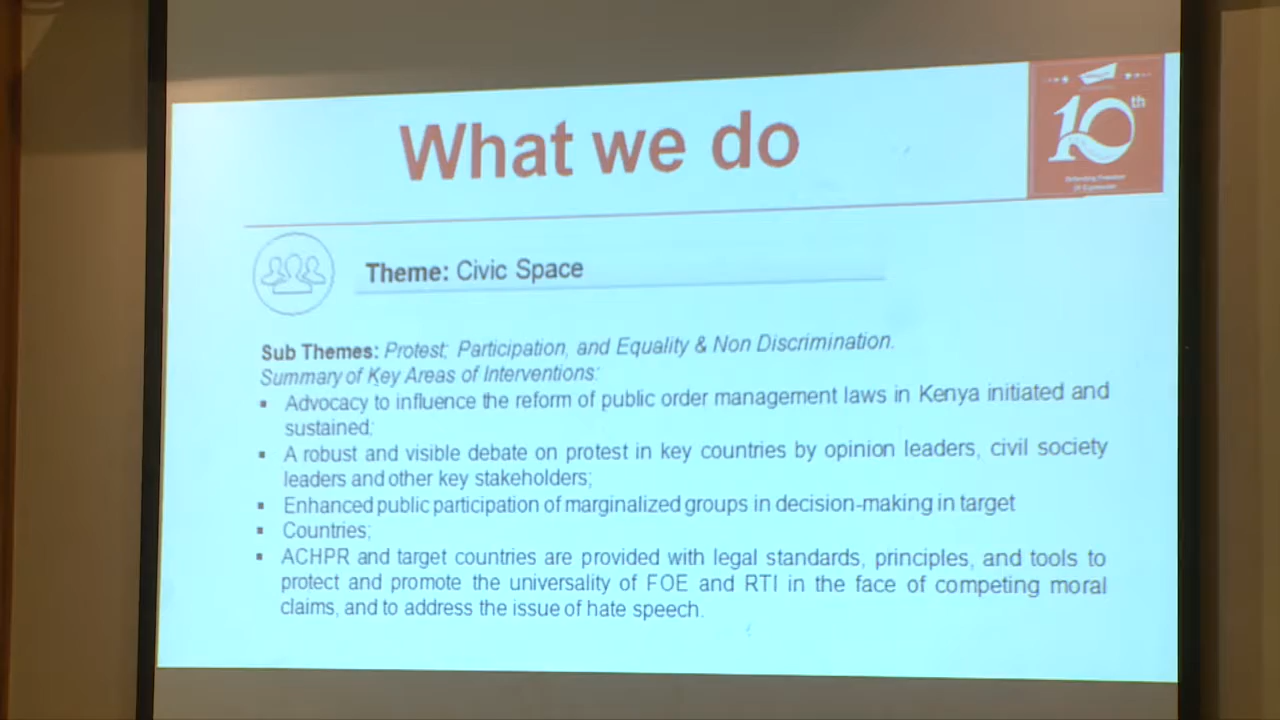 What we do
10th
Defending Freedom
Of Expression
Theme: Civic Space
Sub Themes: Protest; Participation, and Equality & Non Discrimination.
Summary of Key Areas of Interventions:
▪ Advocacy to influence the reform of public order management laws in Kenya initiated and
sustained;
▪ A robust and visible debate on protest in key countries by opinion leaders, civil society
leaders and other key stakeholders;
▪ Enhanced public participation of marginalized groups in decision-making in target
▪ Countries;
▪ ACHPR and target countries are provided with legal standards, principles, and tools to
protect and promote the universality of FOE and RTI in the face of competing moral
claims, and to address the issue of hate speech.